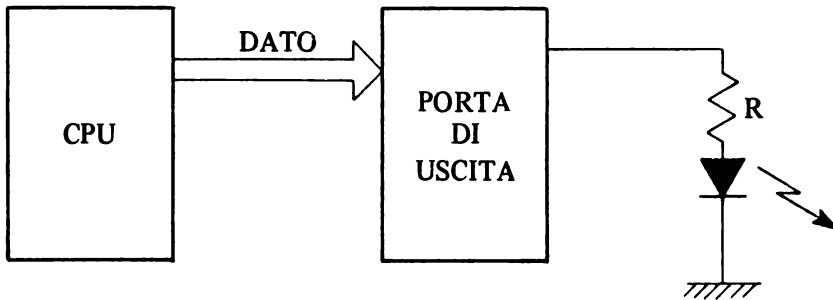 DATO
CPU
PORTA
DI
USCITA
R